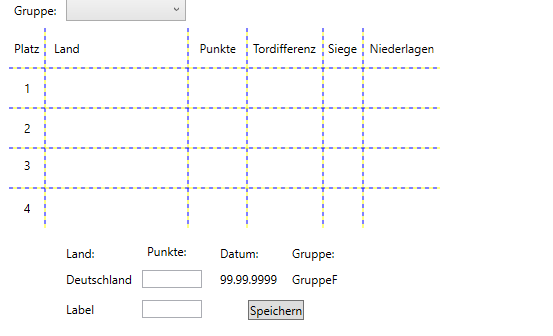 Gruppe:
Platz Land Punkte Tordifferenz Siege Niederlagen
1
2
3
4
Land: Punkte: Datum: Gruppe:
Deutschland 99.99.9999 GruppeF
Label Speichern